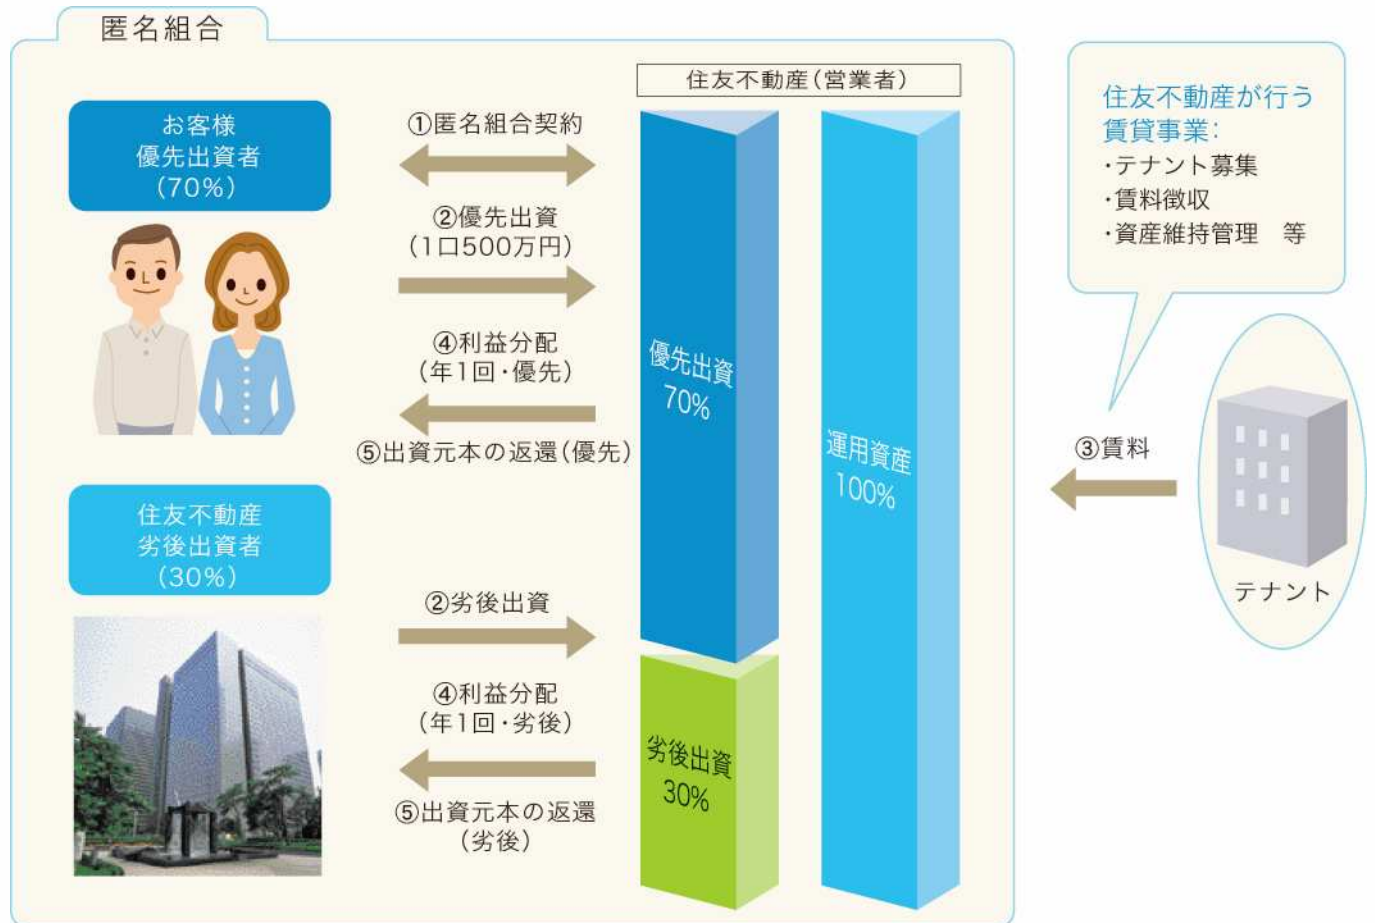 匿名組合
お客様
優先出資者
(70%)
①匿名組合契約
②優先出資
(1口500万円)
④利益分配
(年1回・優先)
⑤出資元本の返還(優先)
住友不動産
劣後出資者
(30%)
②劣後出資
④利益分配
(年1回・劣後)
⑤出資元本の返還
(劣後)
住友不動産(営業者)
優先出資
70%
劣後出資
30%
運用資産
100%
住友不動産が行う
賃貸事業:
・テナント募集
・賃料徴収
・資産維持管理 等
③賃料
テナント